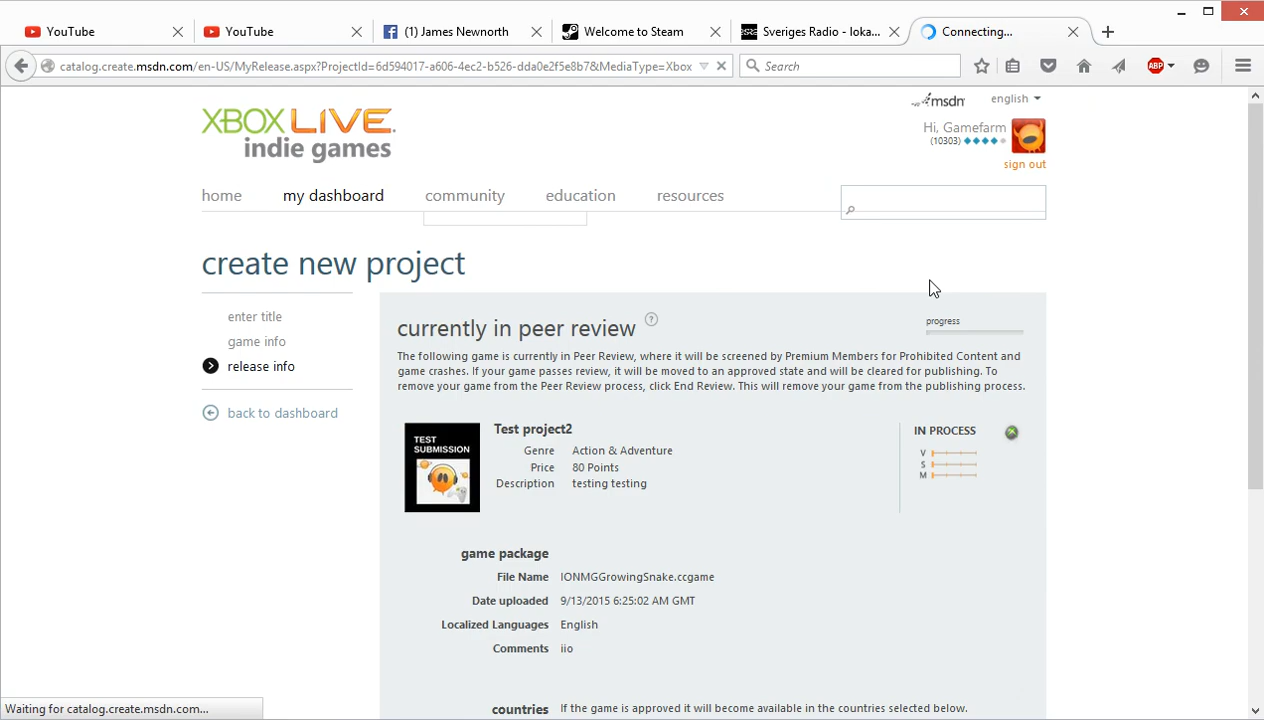 YouTube
YouTube
(1) James Newnorth
Welcome to Steam
Sveriges Radio - loka...
Connecting...
catalog.create.msdn.com/en-US/MyRelease.aspx?ProjectId=6d594017-a606-4ec2-b526-dda0e2f5e8b7&MediaType=Xbox
Search
ABP
XBOX LIVE
indie games
msdn
english
Hi, Gamefarm
(10303)
sign out
home
my dashboard
community
education
resources
create new project
enter title
game info
release info
back to dashboard
currently in peer review ?
progress
The following game is currently in Peer Review, where it will be screened by Premium Members for Prohibited Content and
game crashes. If your game passes review, it will be moved to an approved state and will be cleared for publishing. To
remove your game from the Peer Review process, click End Review. This will remove your game from the publishing process.
TEST
SUBMISSION
Test project2
Genre Action & Adventure
Price 80 Points
Description testing testing
IN PROCESS
V
S
M
game package
File Name IONMGGrowingSnake.ccgame
Date uploaded 9/13/2015 6:25:02 AM GMT
Localized Languages English
Comments iio
countries If the game is approved it will become available in the countries selected below.
Waiting for catalog.create.msdn.com...